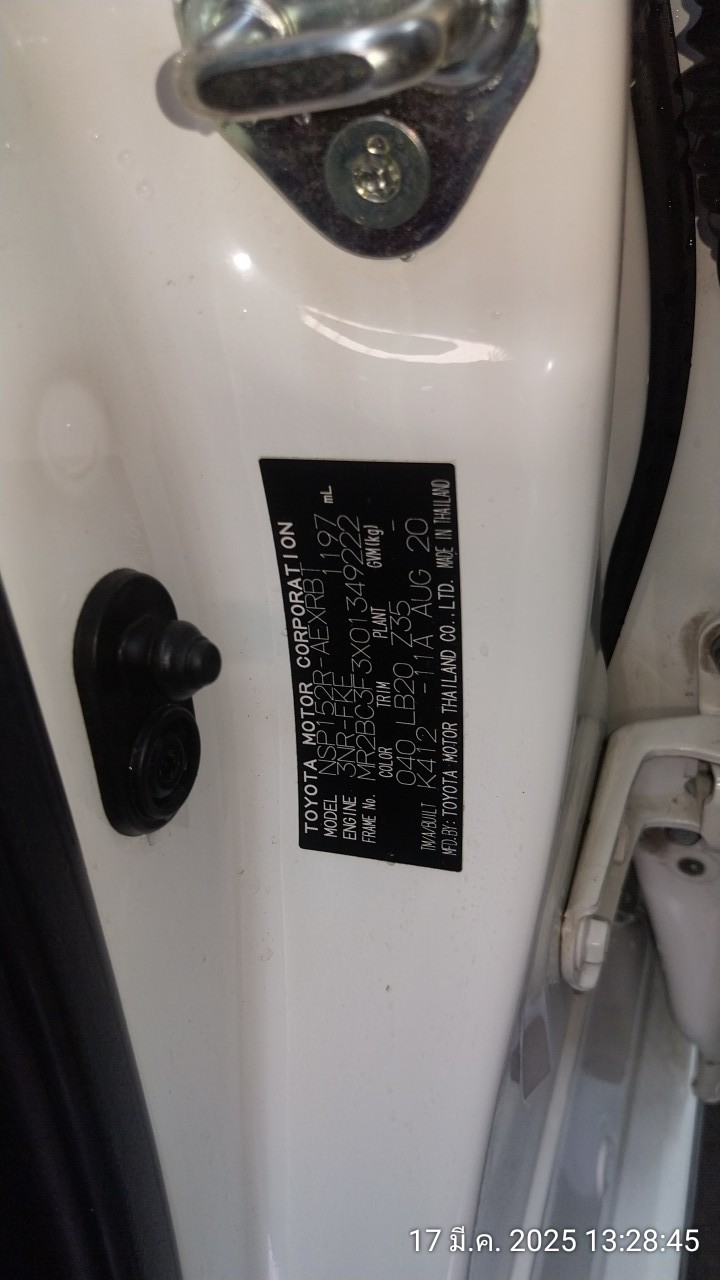 TOYOTA MOTOR CORPORATION
MODEL NSP152R-AEXRBT 1197 mL
ENGINE 3NR-FKE
FRAME No. MR2BC3F3X01349222
COLOR TRIM PLANT GVM(kg)
040 LB20 Z35 -
TM/A/BUILT K412 -11A AUG 20
MFD.BY: TOYOTA MOTOR THAILAND CO., LTD. MADE IN THAILAND
17 มี.ค. 2025 13:28:45